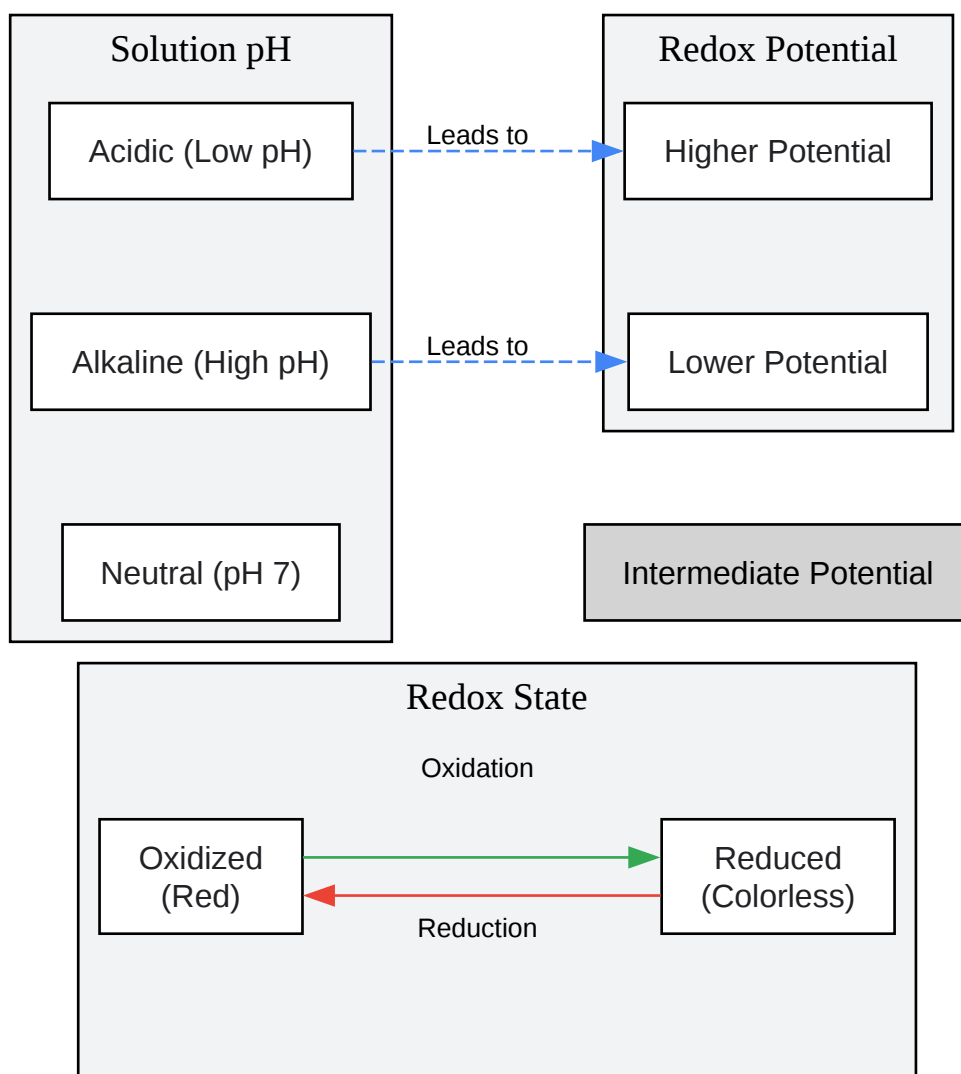 Solution pH
Redox Potential
Acidic (Low pH)
Leads to
Higher Potential
Alkaline (High pH)
Leads to
Lower Potential
Neutral (pH 7)
Intermediate Potential
Redox State
Oxidation
Oxidized
(Red)
Reduced
(Colorless)
Reduction